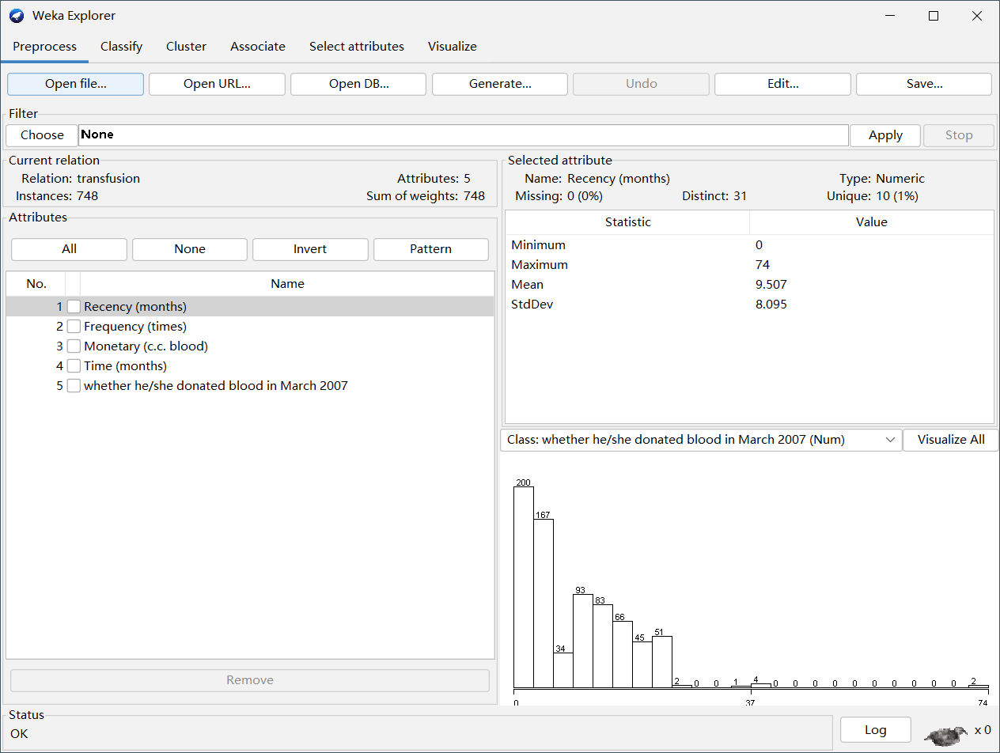 Weka Explorer
Preprocess Classify Cluster Associate Select attributes Visualize
Open file... Open URL... Open DB... Generate... Undo Edit... Save...
Filter
Choose None Apply Stop
Current relation
Relation: transfusion Attributes: 5
Instances: 748 Sum of weights: 748
Attributes
All None Invert Pattern
No. Name
1 Recency (months)
2 Frequency (times)
3 Monetary (c.c. blood)
4 Time (months)
5 whether he/she donated blood in March 2007
Remove
Selected attribute
Name: Recency (months) Type: Numeric
Missing: 0 (0%) Distinct: 31 Unique: 10 (1%)
Statistic Value
Minimum 0
Maximum 74
Mean 9.507
StdDev 8.095
Class: whether he/she donated blood in March 2007 (Num) Visualize All
200 167 34 93 83 66 45 51 2 0 0 1 4 0 0 0 0 0 0 0 0 0 0 2
0 37 74
Status
OK
Log x 0